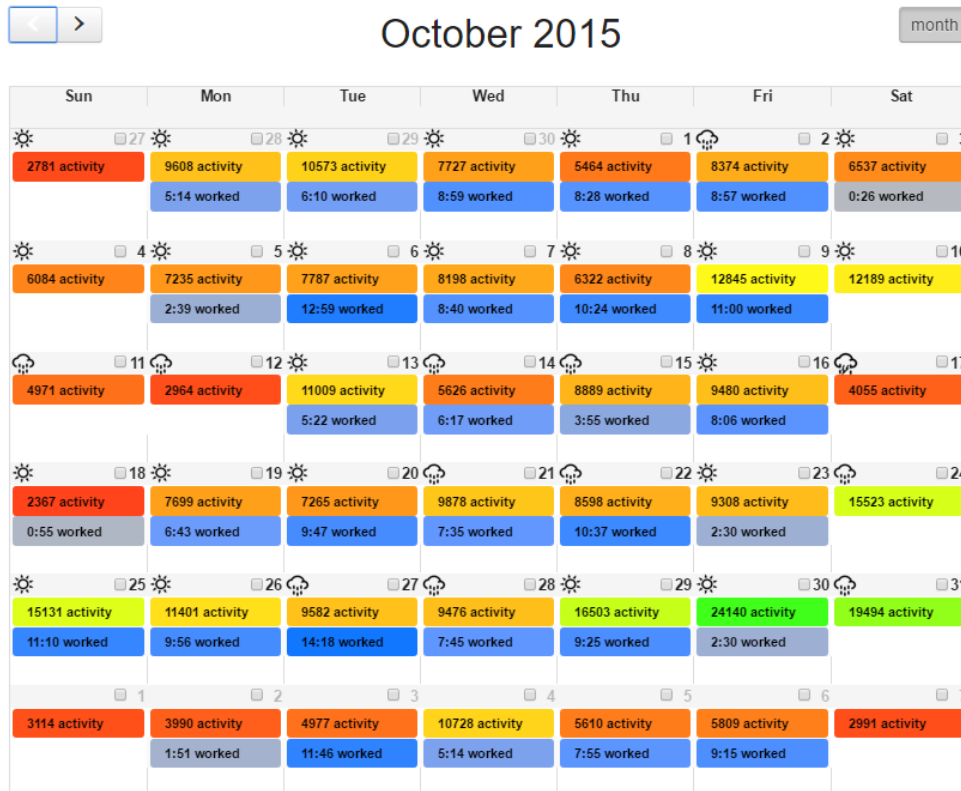 October 2015
month
Sun Mon Tue Wed Thu Fri Sat
27 28 29 30 1 2
2781 activity 9608 activity 10573 activity 7727 activity 5464 activity 8374 activity 6537 activity
5:14 worked 6:10 worked 8:59 worked 8:28 worked 8:57 worked 0:26 worked
4 5 6 7 8 9 10
6084 activity 7235 activity 7787 activity 8198 activity 6322 activity 12845 activity 12189 activity
2:39 worked 12:59 worked 8:40 worked 10:24 worked 11:00 worked
11 12 13 14 15 16 17
4971 activity 2964 activity 11009 activity 5626 activity 8889 activity 9480 activity 4055 activity
5:22 worked 6:17 worked 3:55 worked 8:06 worked
18 19 20 21 22 23 24
2367 activity 7699 activity 7265 activity 9878 activity 8598 activity 9308 activity 15523 activity
0:55 worked 6:43 worked 9:47 worked 7:35 worked 10:37 worked 2:30 worked
25 26 27 28 29 30 31
15131 activity 11401 activity 9582 activity 9476 activity 16503 activity 24140 activity 19494 activity
11:10 worked 9:56 worked 14:18 worked 7:45 worked 9:25 worked 2:30 worked
1 2 3 4 5 6
3114 activity 3990 activity 4977 activity 10728 activity 5610 activity 5809 activity 2991 activity
1:51 worked 11:46 worked 5:14 worked 7:55 worked 9:15 worked